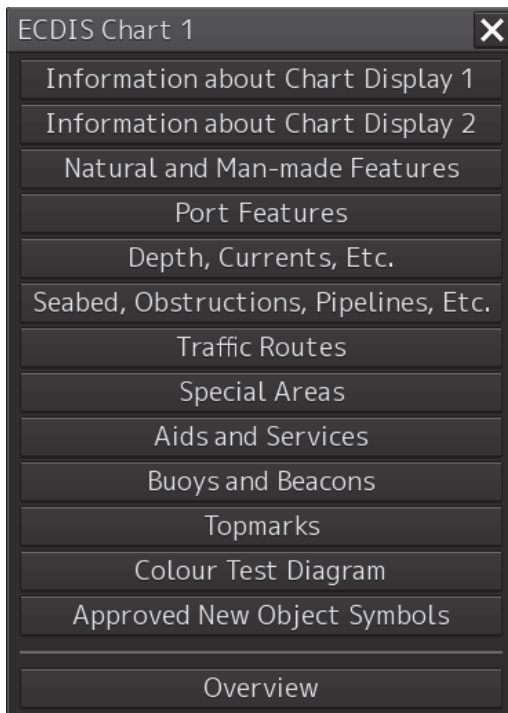 ECDIS Chart 1
Information about Chart Display 1
Information about Chart Display 2
Natural and Man-made Features
Port Features
Depth, Currents, Etc.
Seabed, Obstructions, Pipelines, Etc.
Traffic Routes
Special Areas
Aids and Services
Buoys and Beacons
Topmarks
Colour Test Diagram
Approved New Object Symbols
Overview